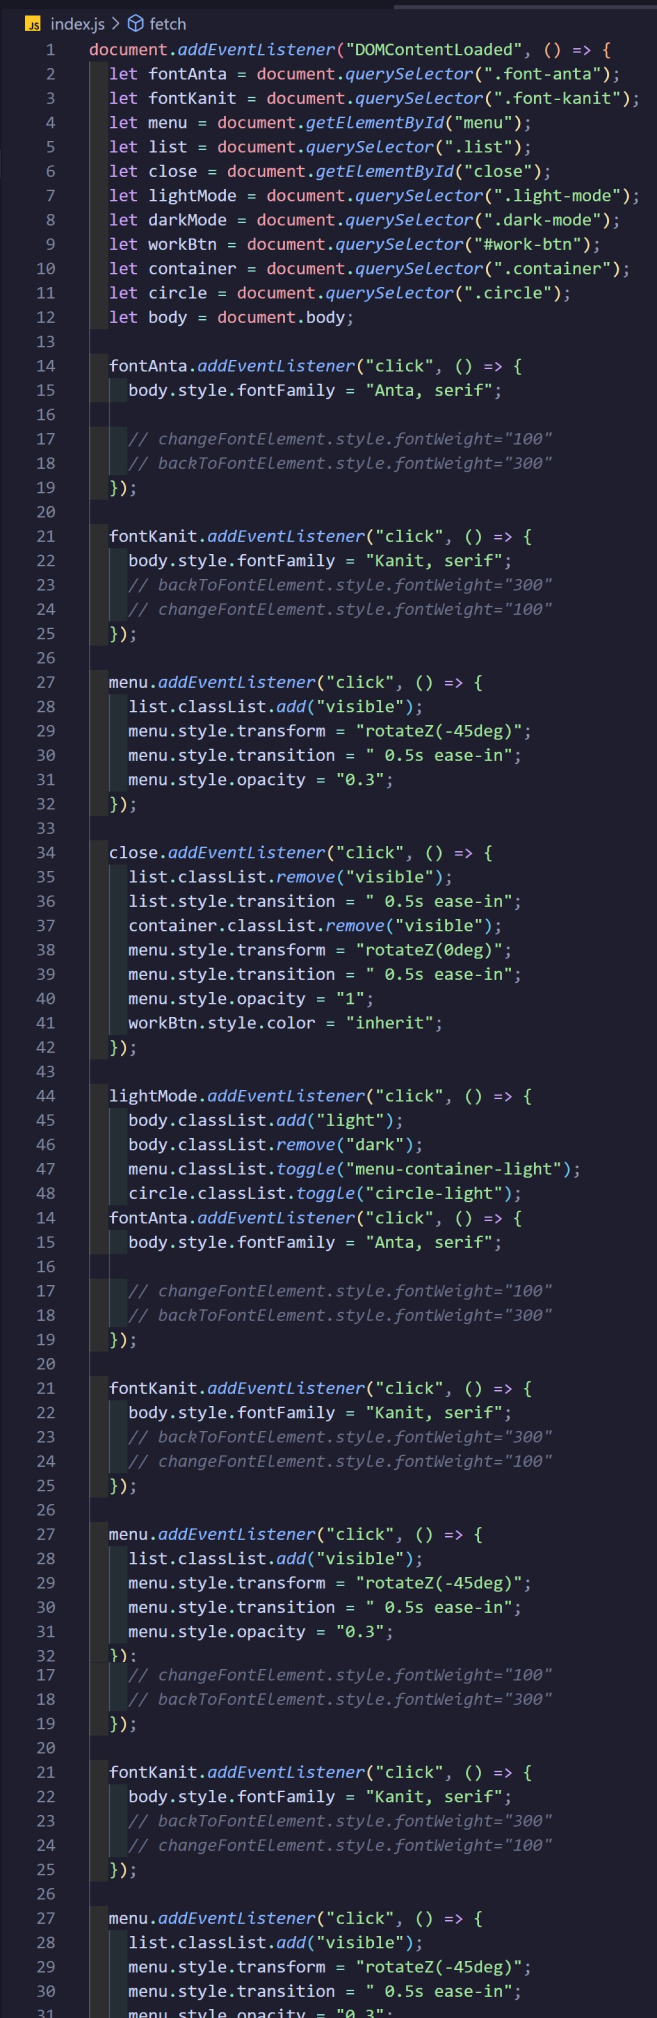 JS index.js > fetch
1 document.addEventListener("DOMContentLoaded", () => {
2 let fontAnta = document.querySelector(".font-anta");
3 let fontKanit = document.querySelector(".font-kanit");
4 let menu = document.getElementById("menu");
5 let list = document.querySelector(".list");
6 let close = document.getElementById("close");
7 let lightMode = document.querySelector(".light-mode");
8 let darkMode = document.querySelector(".dark-mode");
9 let workBtn = document.querySelector("#work-btn");
10 let container = document.querySelector(".container");
11 let circle = document.querySelector(".circle");
12 let body = document.body;
13
14 fontAnta.addEventListener("click", () => {
15 body.style.fontFamily = "Anta, serif";
16
17 // changeFontElement.style.fontWeight="100"
18 // backToFontElement.style.fontWeight="300"
19 });
20
21 fontKanit.addEventListener("click", () => {
22 body.style.fontFamily = "Kanit, serif";
23 // backToFontElement.style.fontWeight="300"
24 // changeFontElement.style.fontWeight="100"
25 });
26
27 menu.addEventListener("click", () => {
28 list.classList.add("visible");
29 menu.style.transform = "rotateZ(-45deg)";
30 menu.style.transition = " 0.5s ease-in";
31 menu.style.opacity = "0.3";
32 });
33
34 close.addEventListener("click", () => {
35 list.classList.remove("visible");
36 list.style.transition = " 0.5s ease-in";
37 container.classList.remove("visible");
38 menu.style.transform = "rotateZ(0deg)";
39 menu.style.transition = " 0.5s ease-in";
40 menu.style.opacity = "1";
41 workBtn.style.color = "inherit";
42 });
43
44 lightMode.addEventListener("click", () => {
45 body.classList.add("light");
46 body.classList.remove("dark");
47 menu.classList.toggle("menu-container-light");
48 circle.classList.toggle("circle-light");
14 fontAnta.addEventListener("click", () => {
15 body.style.fontFamily = "Anta, serif";
16
17 // changeFontElement.style.fontWeight="100"
18 // backToFontElement.style.fontWeight="300"
19 });
20
21 fontKanit.addEventListener("click", () => {
22 body.style.fontFamily = "Kanit, serif";
23 // backToFontElement.style.fontWeight="300"
24 // changeFontElement.style.fontWeight="100"
25 });
26
27 menu.addEventListener("click", () => {
28 list.classList.add("visible");
29 menu.style.transform = "rotateZ(-45deg)";
30 menu.style.transition = " 0.5s ease-in";
31 menu.style.opacity = "0.3";
32 });
17 // changeFontElement.style.fontWeight="100"
18 // backToFontElement.style.fontWeight="300"
19 });
20
21 fontKanit.addEventListener("click", () => {
22 body.style.fontFamily = "Kanit, serif";
23 // backToFontElement.style.fontWeight="300"
24 // changeFontElement.style.fontWeight="100"
25 });
26
27 menu.addEventListener("click", () => {
28 list.classList.add("visible");
29 menu.style.transform = "rotateZ(-45deg)";
30 menu.style.transition = " 0.5s ease-in";
31 menu.style.opacity = "0.3";